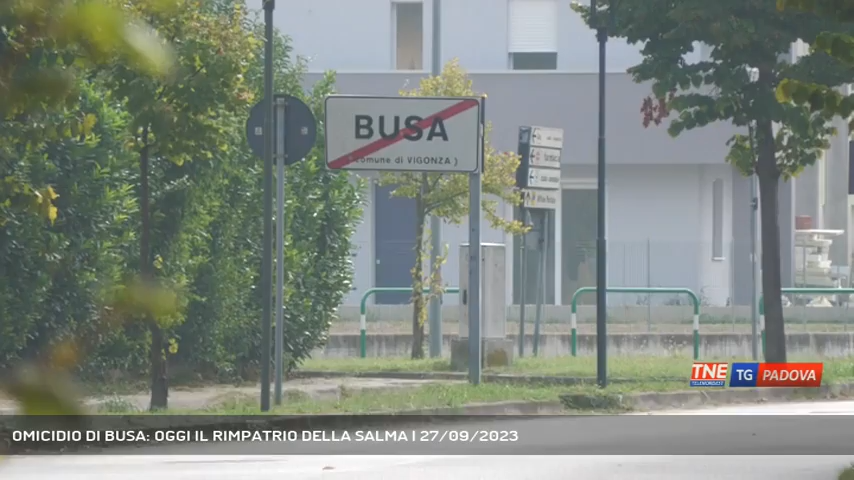 BUSA
(Comune di VIGONZA)
TNE TG PADOVA
OMICIDIO DI BUSA: OGGI IL RIMPATRIO DELLA SALMA | 27/09/2023